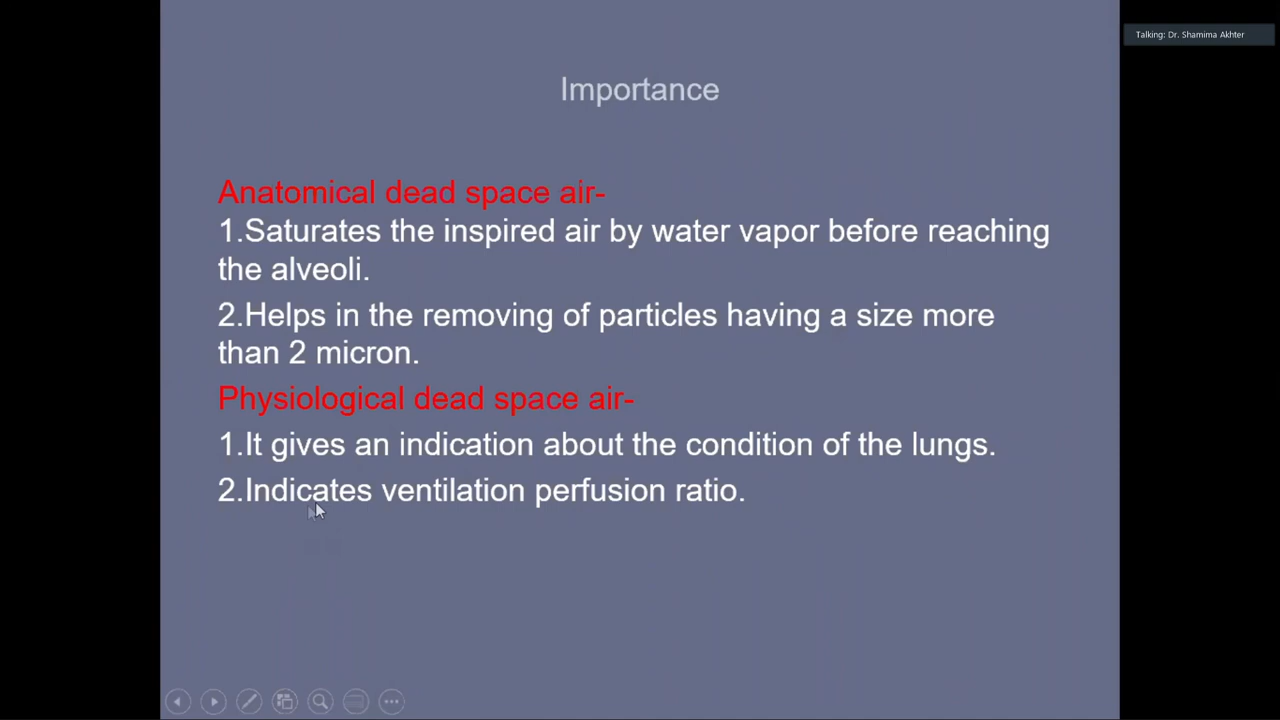 Talking: Dr. Shamima Akhter
Importance
Anatomical dead space air-
1.Saturates the inspired air by water vapor before reaching
the alveoli.
2.Helps in the removing of particles having a size more
than 2 micron.
Physiological dead space air-
1.It gives an indication about the condition of the lungs.
2.Indicates ventilation perfusion ratio.